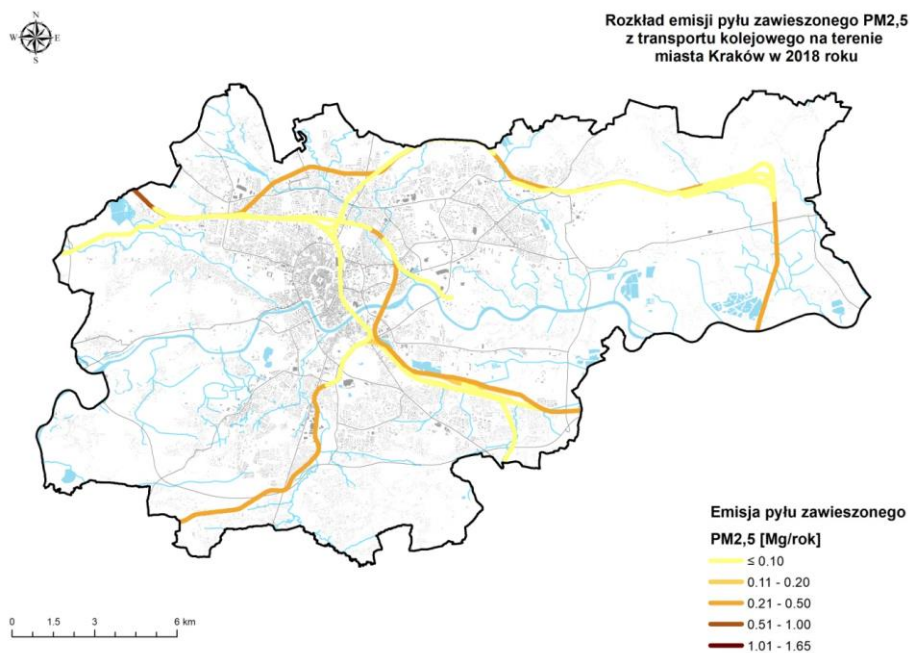 N
W E
S
Rozkład emisji pyłu zawieszonego PM2,5
z transportu kolejowego na terenie
miasta Kraków w 2018 roku
Emisja pyłu zawieszonego
PM2,5 [Mg/rok]
≤ 0.10
0.11 - 0.20
0.21 - 0.50
0.51 - 1.00
1.01 - 1.65
0 1.5 3 6 km